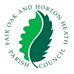 FAIR OAK AND HORTON HEATH
PARISH COUNCIL